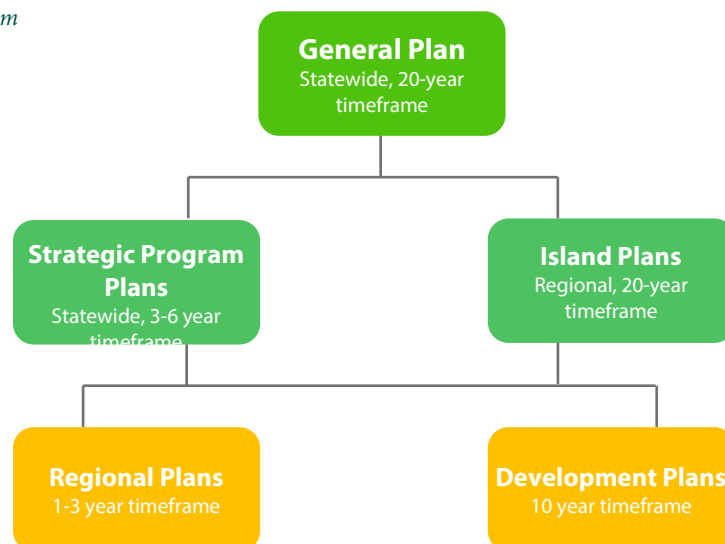 m
General Plan
Statewide, 20-year
timeframe
Strategic Program
Plans
Statewide, 3-6 year
timeframe
Island Plans
Regional, 20-year
timeframe
Regional Plans
1-3 year timeframe
Development Plans
10 year timeframe